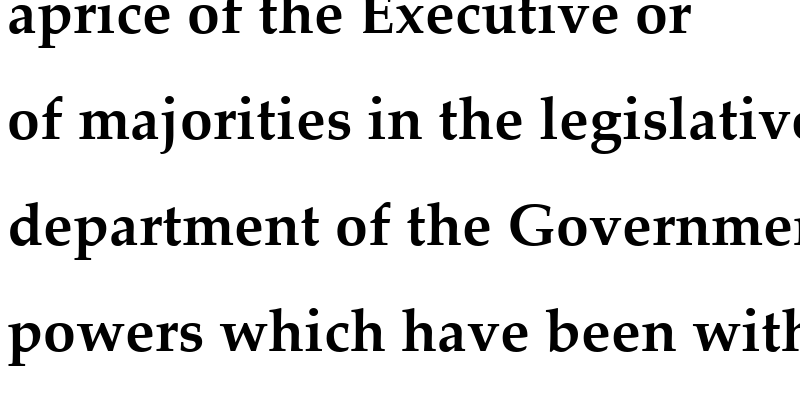 aprice of the Executive or
of majorities in the legislative
department of the Governmen
powers which have been with